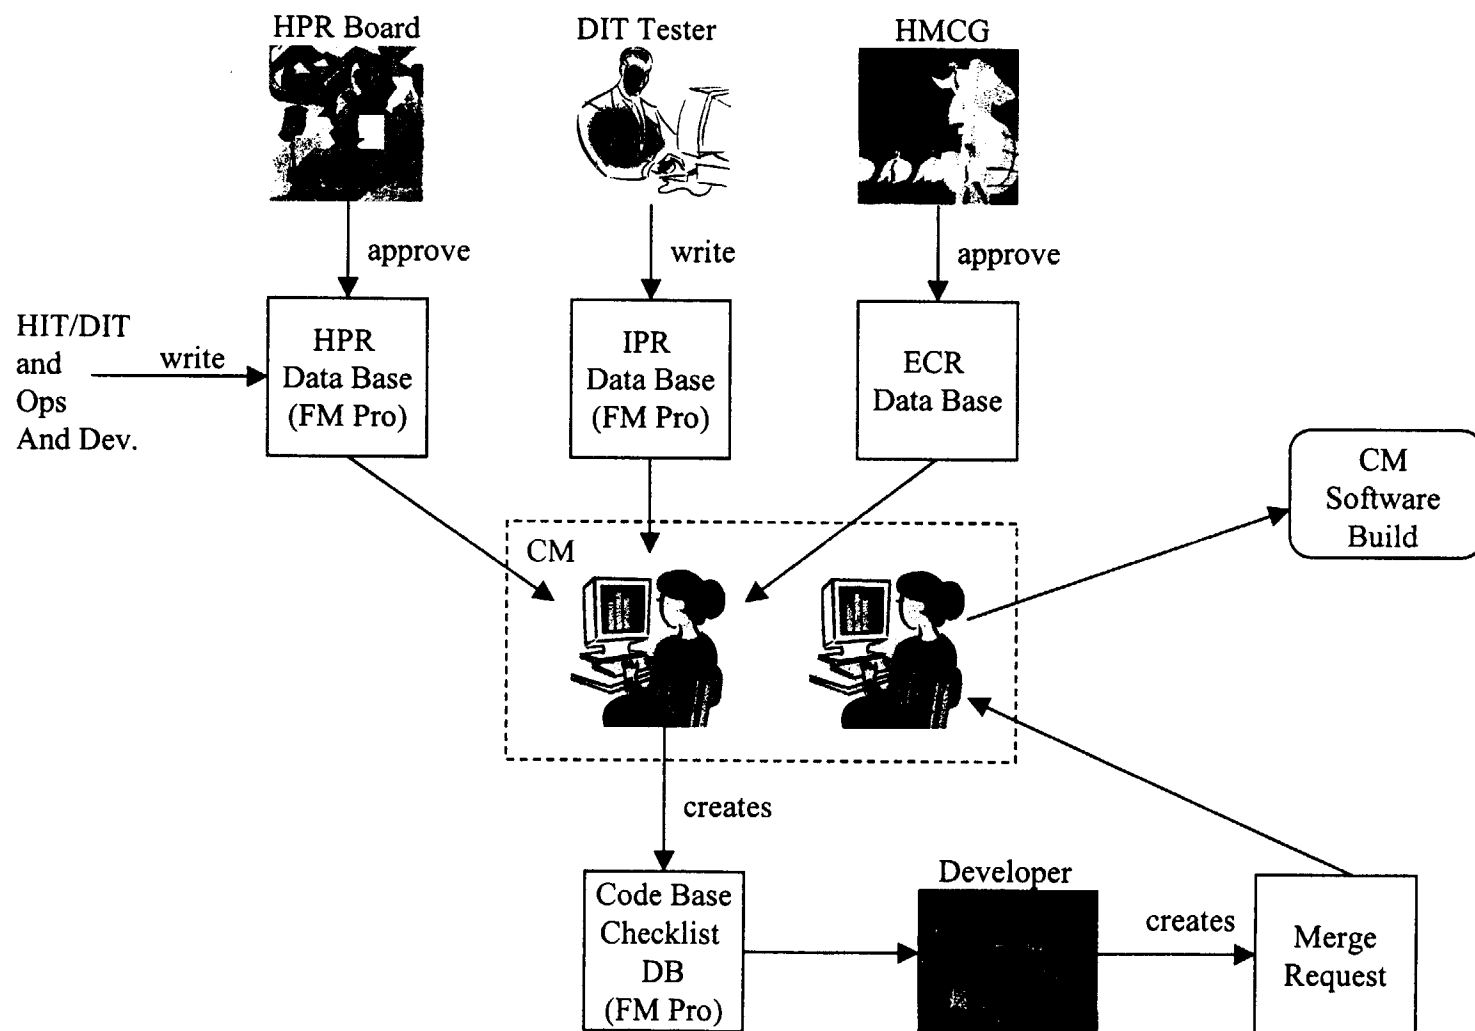 HPR Board
DIT Tester
HMCG
approve
write
approve
HIT/DIT
and
Ops
And Dev.
write
HPR
Data Base
(FM Pro)
IPR
Data Base
(FM Pro)
ECR
Data Base
CM
Software
Build
CM
creates
Code Base
Checklist
DB
(FM Pro)
Developer
creates
Merge
Request